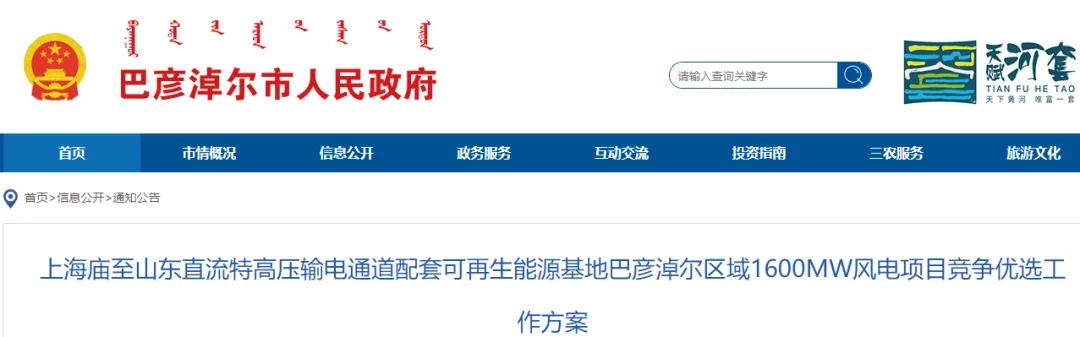 巴彦淖尔市人民政府
请输入查询关键字
天赋河套
TIAN FU HE TAO
天下黄河 唯富一套
首页 市情概况 信息公开 政务服务 互动交流 投资指南 三农服务 旅游文化
首页>信息公开>通知公告
上海庙至山东直流特高压输电通道配套可再生能源基地巴彦淖尔区域1600MW风电项目竞争优选工
作方案